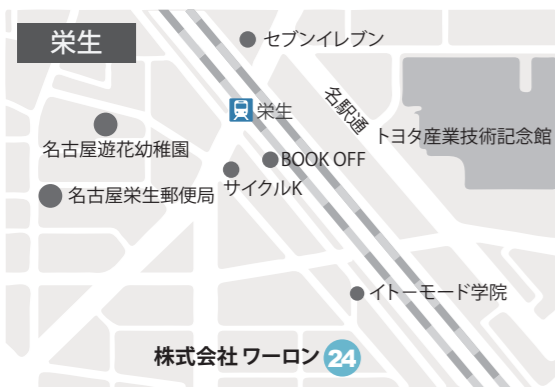 栄生
セブンイレブン
栄生
名駅通
トヨタ産業技術記念館
名古屋遊花幼稚園
BOOK OFF
サイクルK
名古屋栄生郵便局
イトーモード学院
株式会社 ワーロン 24